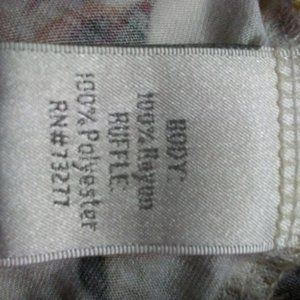 BODY:
100% Rayon
RUFFLE:
100% Polyester
RN#73277